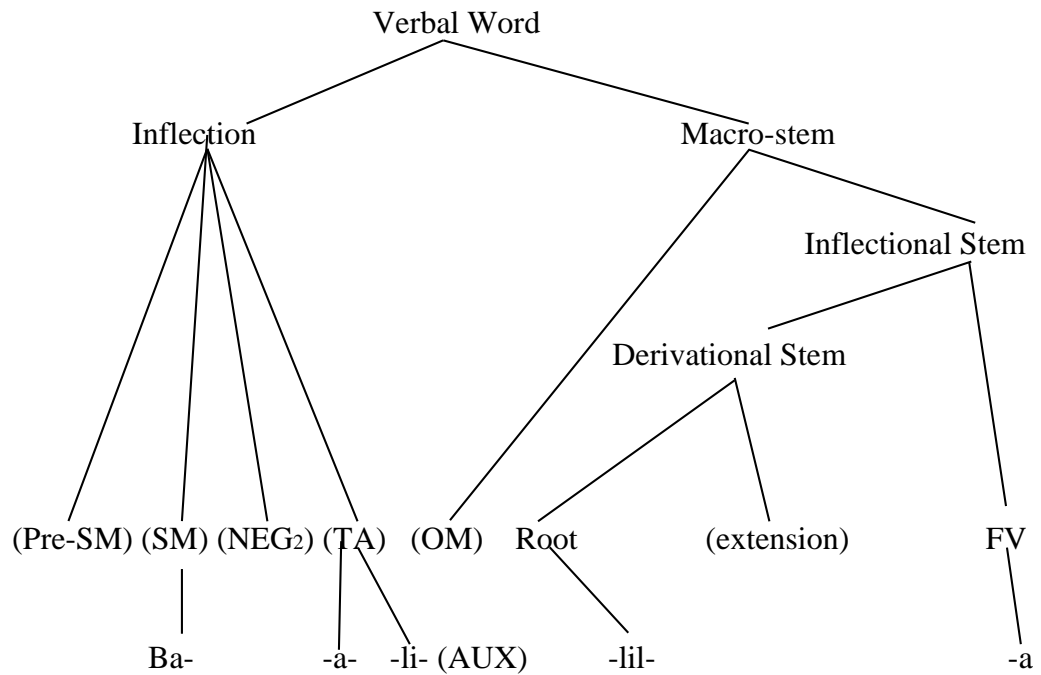 Verbal Word
Inflection Macro-stem
Inflectional Stem
Derivational Stem
(Pre-SM) (SM) (NEG₂) (TA) (OM) Root (extension) FV
Ba- -a- -li- (AUX) -lil- -a